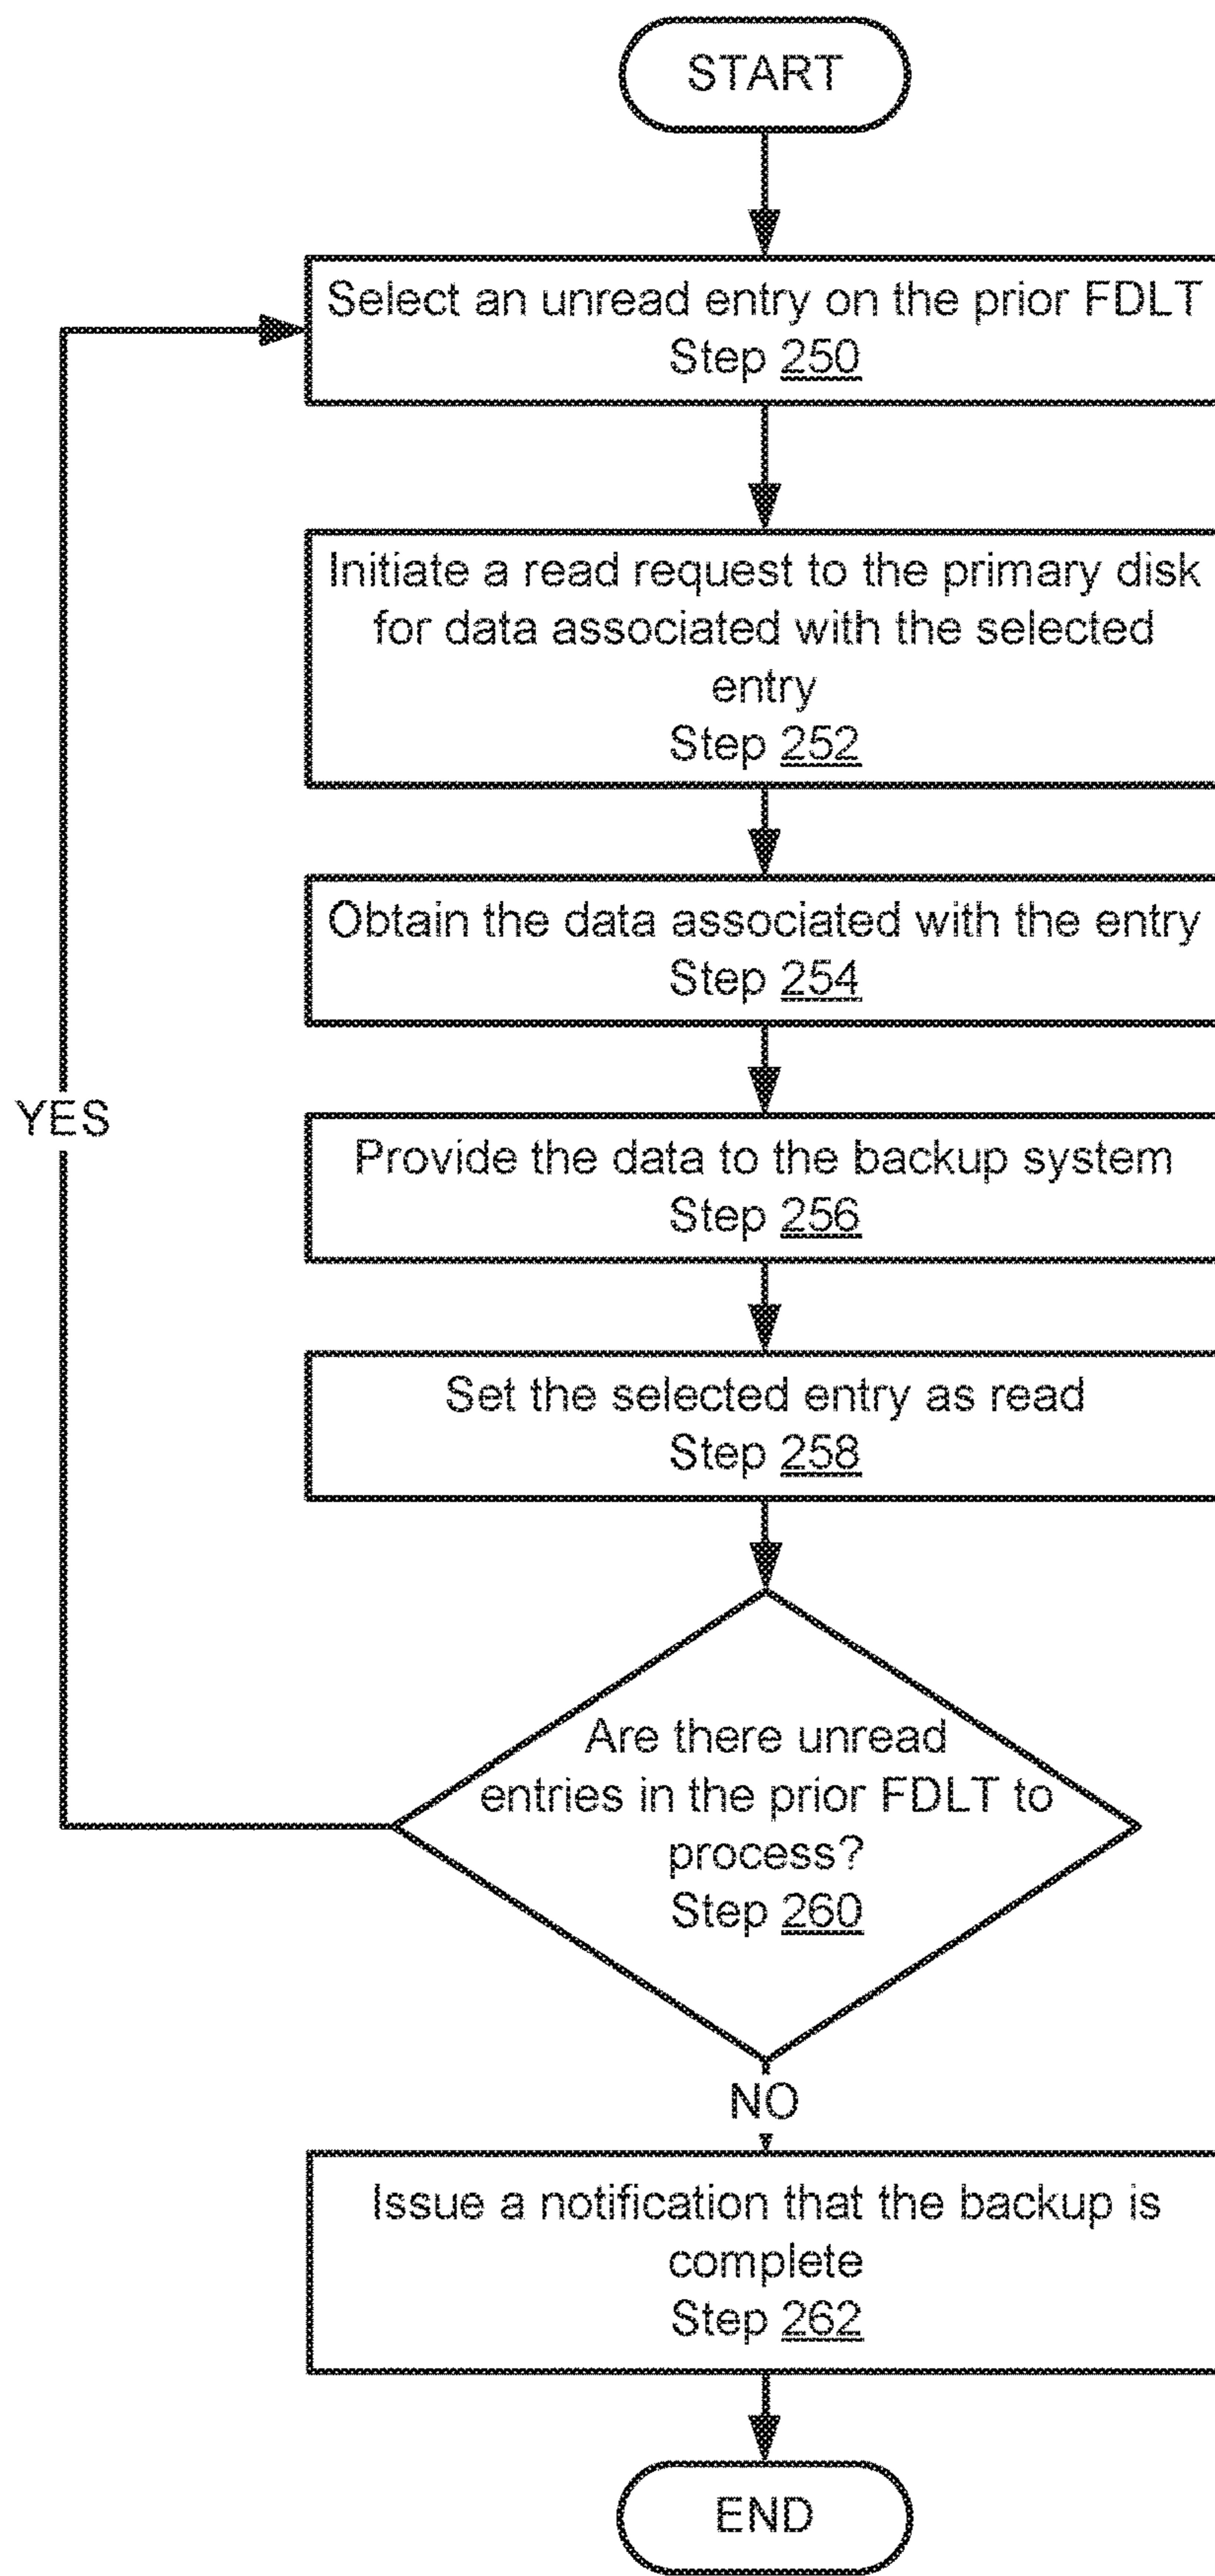 START
Select an unread entry on the prior FDLT
Step 250
Initiate a read request to the primary disk
for data associated with the selected
entry
Step 252
Obtain the data associated with the entry
Step 254
YES
Provide the data to the backup system
Step 256
Set the selected entry as read
Step 258
Are there unread
entries in the prior FDLT to
process?
Step 260
NO
Issue a notification that the backup is
complete
Step 262
END